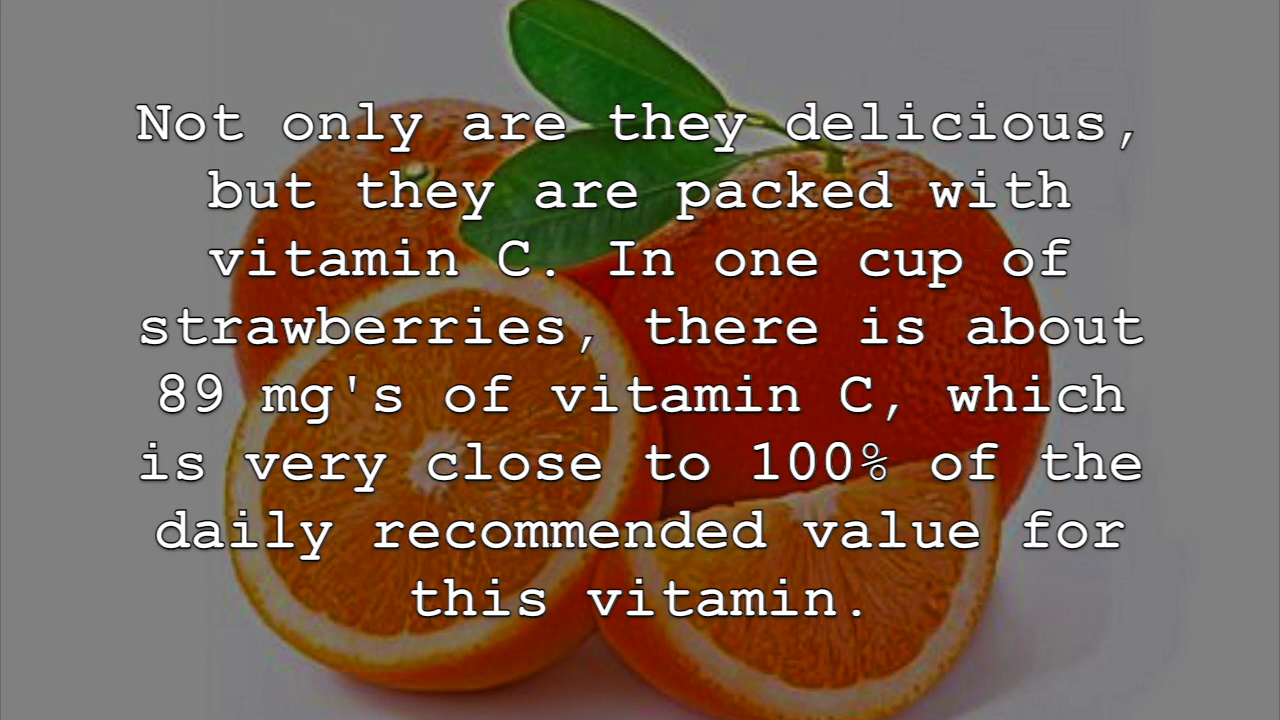 Not only are they delicious,
but they are packed with
vitamin C. In one cup of
strawberries, there is about
89 mg's of vitamin C, which
is very close to 100% of the
daily recommended value for
this vitamin.